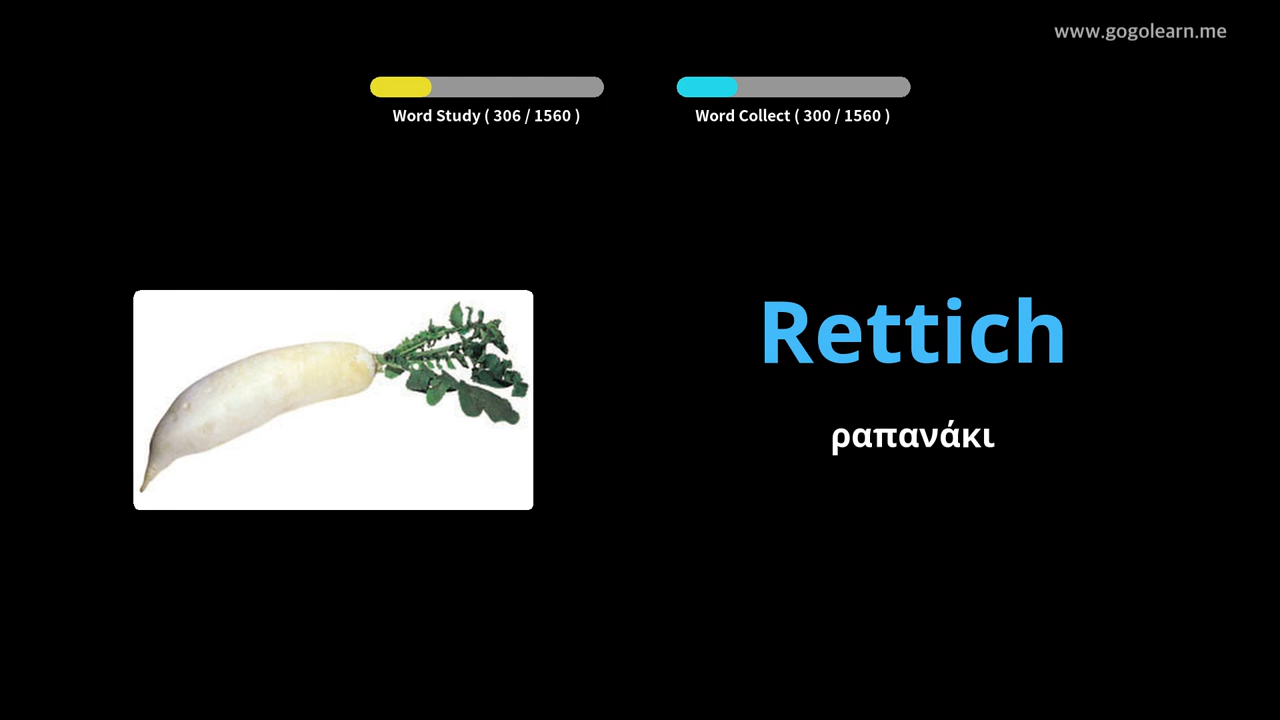 www.gogolearn.me
Word Study ( 306 / 1560 )
Word Collect ( 300 / 1560 )
Rettich
ραπανάκι